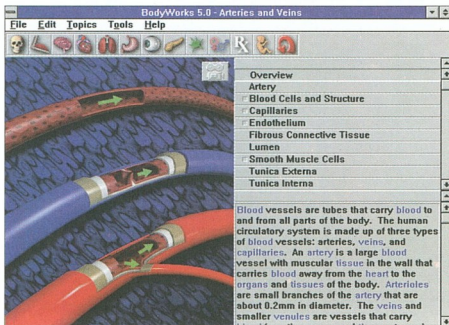 BodyWorks 5.0 - Arteries and Veins
File Edit Topics Tools Help
Rx
Overview
Artery
Blood Cells and Structure
Capillaries
Endothelium
Fibrous Connective Tissue
Lumen
Smooth Muscle Cells
Tunica Externa
Tunica Interna
Blood vessels are tubes that carry blood to
and from all parts of the body. The human
circulatory system is made up of three types
of blood vessels: arteries, veins, and
capillaries. An artery is a large blood
vessel with muscular tissue in the wall that
carries blood away from the heart to the
organs and tissues of the body. Arterioles
are small branches of the artery that are
about 0.2mm in diameter. The veins and
smaller venules are vessels that carry